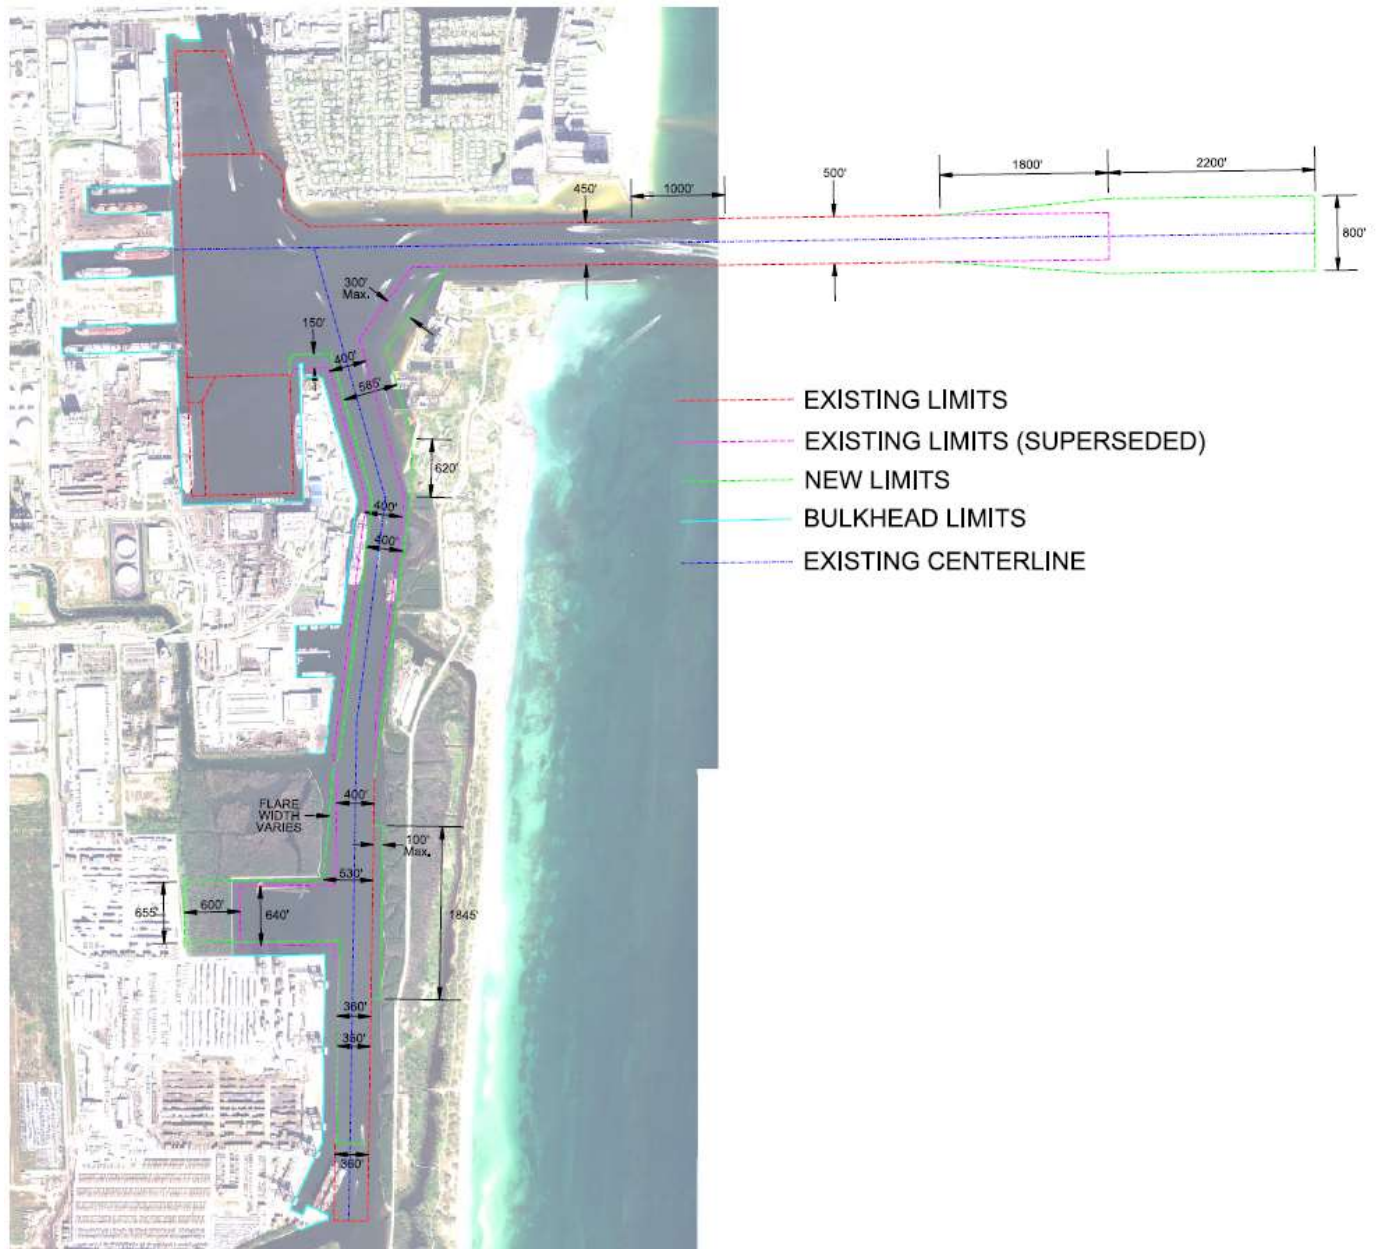 1800'
2200'
500'
450'
1000'
800'
300'
Max.
150'
400'
585'
EXISTING LIMITS
EXISTING LIMITS (SUPERSEDED)
620'
NEW LIMITS
400'
BULKHEAD LIMITS
400'
EXISTING CENTERLINE
400'
FLARE
WIDTH
VARIES
100'
Max.
530'
655'
600'
640'
1845'
360'
350'
360'